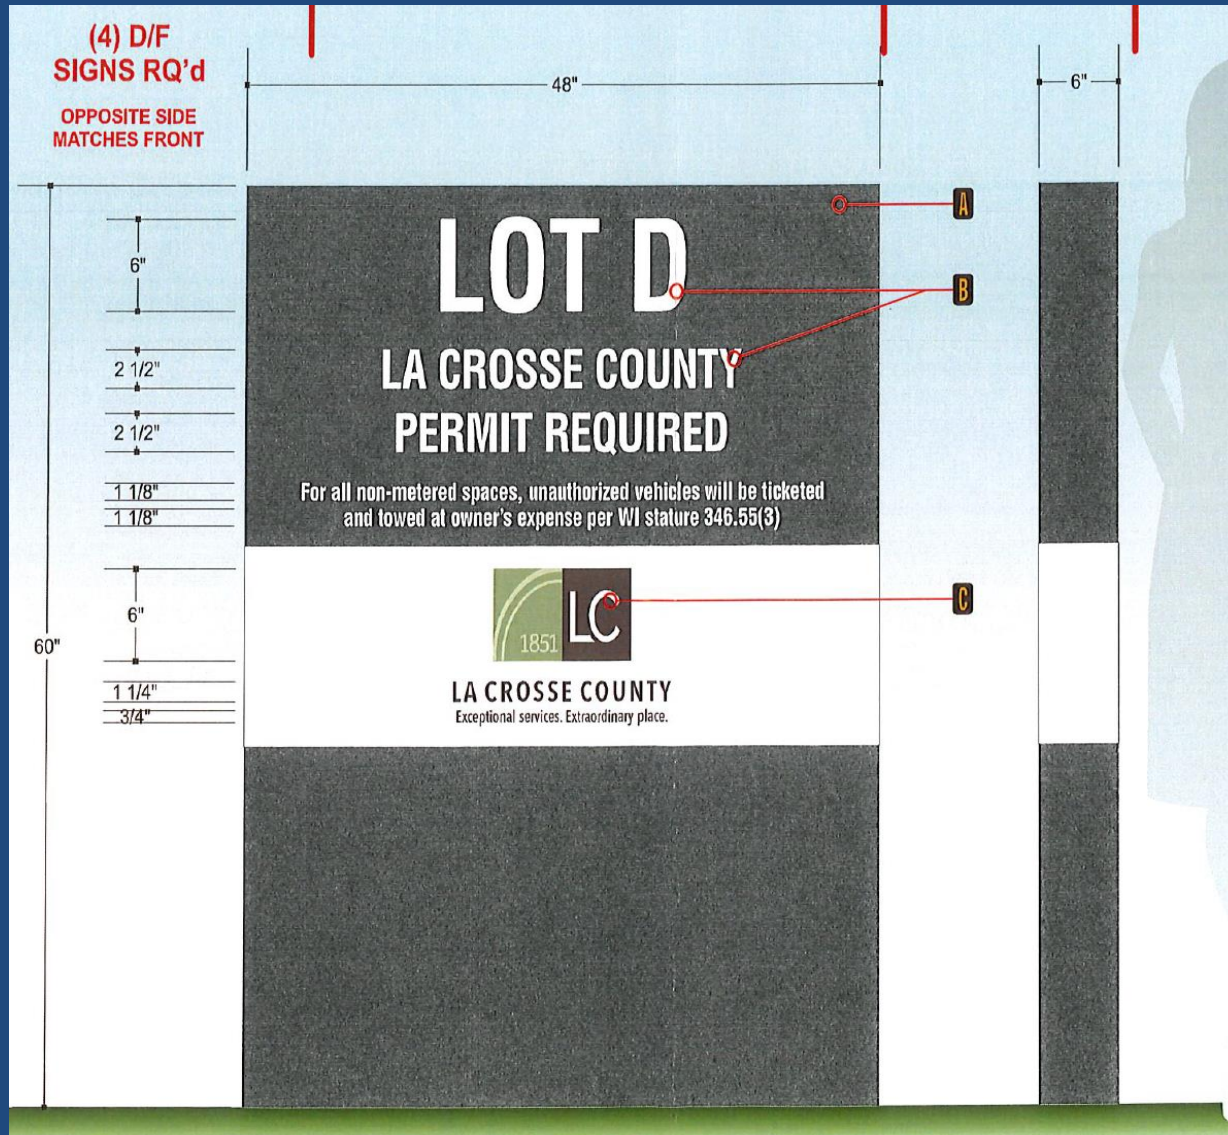 (4) D/F
SIGNS RQ'd
OPPOSITE SIDE
MATCHES FRONT
48"
6"
A
LOT D
6"
B
2 1/2"
LA CROSSE COUNTY
2 1/2"
PERMIT REQUIRED
1 1/8"
For all non-metered spaces, unauthorized vehicles will be ticketed
1 1/8"
and towed at owner's expense per WI stature 346.55(3)
6"
1851
LC
C
60"
1 1/4"
LA CROSSE COUNTY
3/4"
Exceptional services. Extraordinary place.